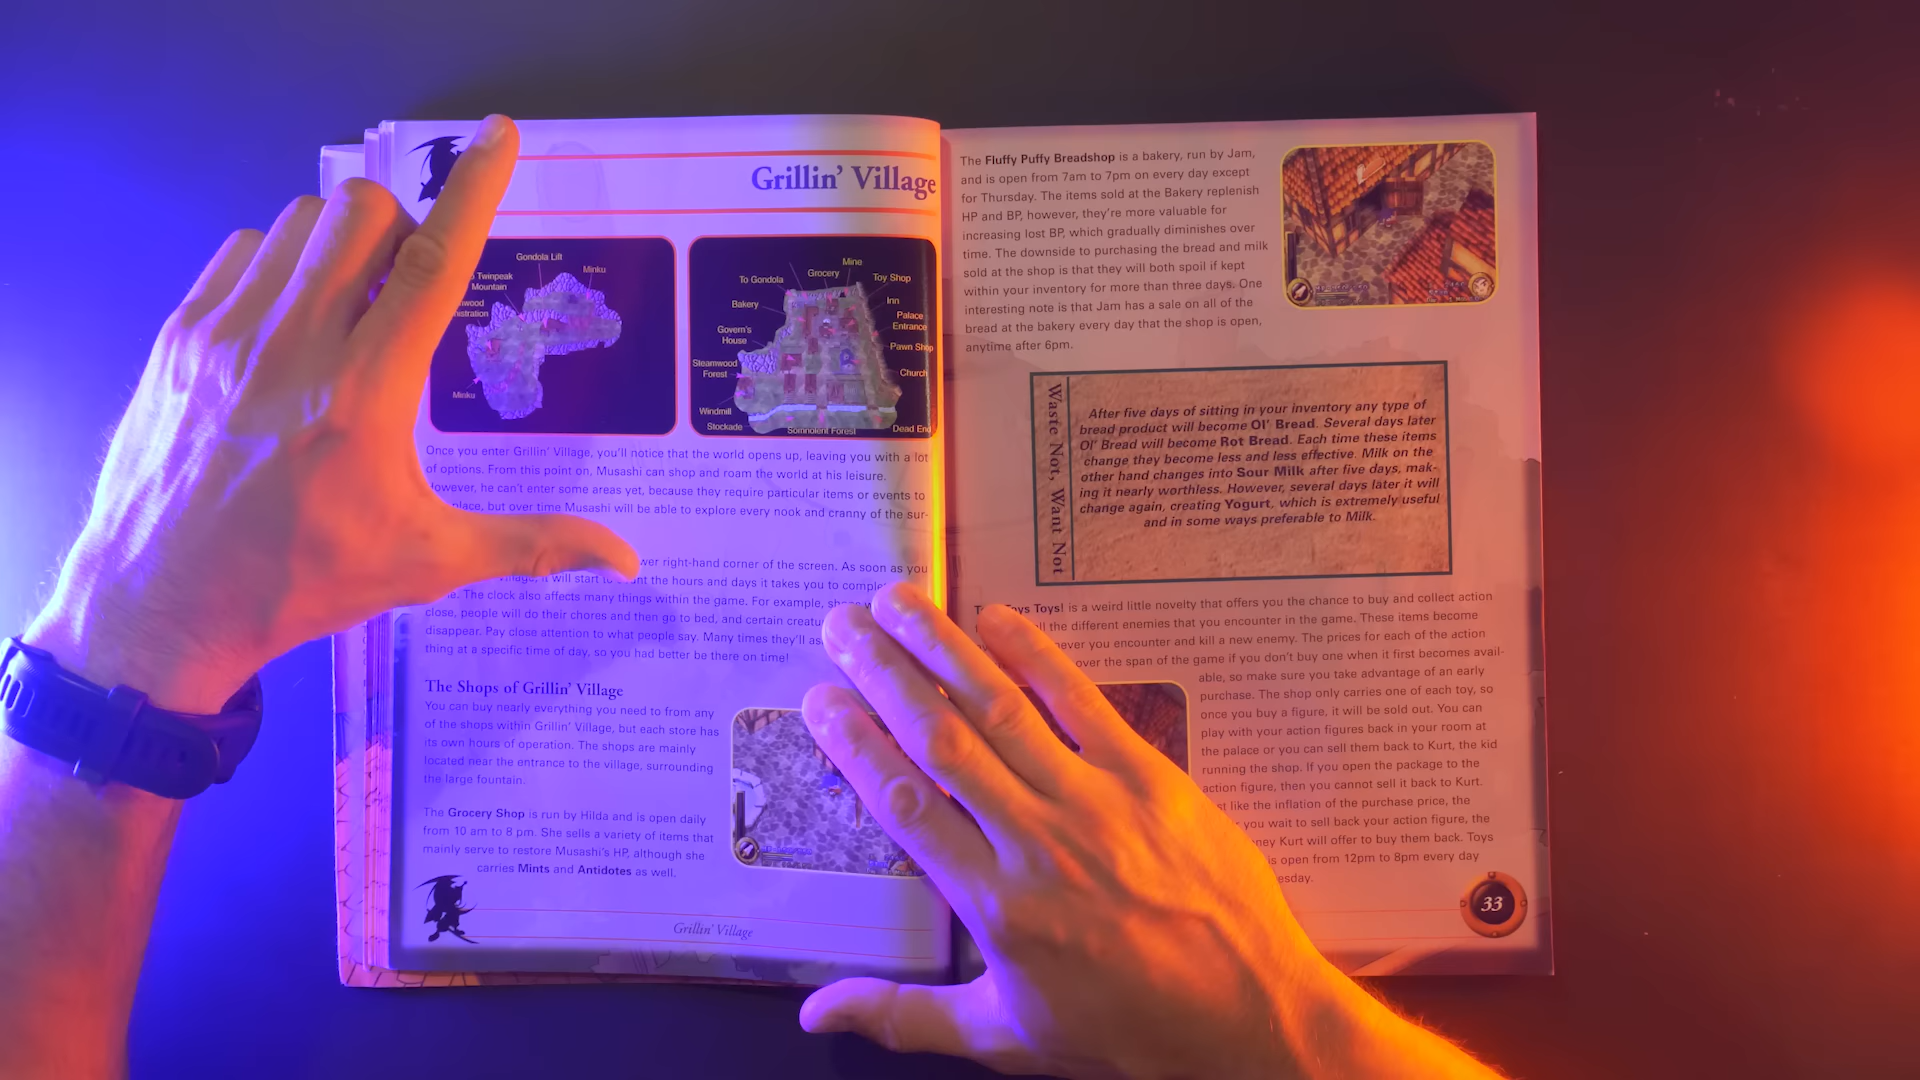 Grillin' Village
Gondola Lift
Twinpeak
Mountain
Minku
Minku
Mine
To Gondola
Grocery
Toy Shop
Bakery
Inn
Palace
Entrance
Govern's
House
Pawn Shop
Steamwood
Forest
Church
Windmill
Stockade
Somnolent Forest
Dead End
Once you enter Grillin' Village, you'll notice that the world opens up, leaving you with a lot
of options. From this point on, Musashi can shop and roam the world at his leisure.
However, he can't enter some areas yet, because they require particular items or events to
place, but over time Musashi will be able to explore every nook and cranny of the sur-
right-hand corner of the screen. As soon as you
village, it will start to count the hours and days it takes you to
The clock also affects many things within the game. For example,
close, people will do their chores and then go to bed, and certain
disappear. Pay close attention to what people say. Many times they'll
thing at a specific time of day, so you had better be there on time!
The Shops of Grillin' Village
You can buy nearly everything you need to from any
of the shops within Grillin' Village, but each store has
its own hours of operation. The shops are mainly
located near the entrance to the village, surrounding
the large fountain.
The Grocery Shop is run by Hilda and is open daily
from 10 am to 8 pm. She sells a variety of items that
mainly serve to restore Musashi's HP, although she
carries Mints and Antidotes as well.
Grillin' Village
The Fluffy Puffy Breadshop is a bakery, run by Jam,
and is open from 7am to 7pm on every day except
for Thursday. The items sold at the Bakery replenish
HP and BP, however, they're more valuable for
increasing lost BP, which gradually diminishes over
time. The downside to purchasing the bread and milk
sold at the shop is that they will both spoil if kept
within your inventory for more than three days. One
interesting note is that Jam has a sale on all of the
bread at the bakery every day that the shop is open,
anytime after 6pm.
Waste Not, Want Not
After five days of sitting in your inventory any type of
bread product will become Ol' Bread. Several days later
Ol' Bread will become Rot Bread. Each time these items
change they become less and less effective. Milk on the
other hand changes into Sour Milk after five days, mak-
ing it nearly worthless. However, several days later it will
change again, creating Yogurt, which is extremely useful
and in some ways preferable to Milk.
Toys Toys! is a weird little novelty that offers you the chance to buy and collect action
all the different enemies that you encounter in the game. These items become
you encounter and kill a new enemy. The prices for each of the action
over the span of the game if you don't buy one when it first becomes avail-
able, so make sure you take advantage of an early
purchase. The shop only carries one of each toy, so
once you buy a figure, it will be sold out. You can
play with your action figures back in your room at
the palace or you can sell them back to Kurt, the kid
running the shop. If you open the package to the
action figure, then you cannot sell it back to Kurt.
like the inflation of the purchase price, the
you wait to sell back your action figure, the
Kurt will offer to buy them back. Toys
is open from 12pm to 8pm every day
33